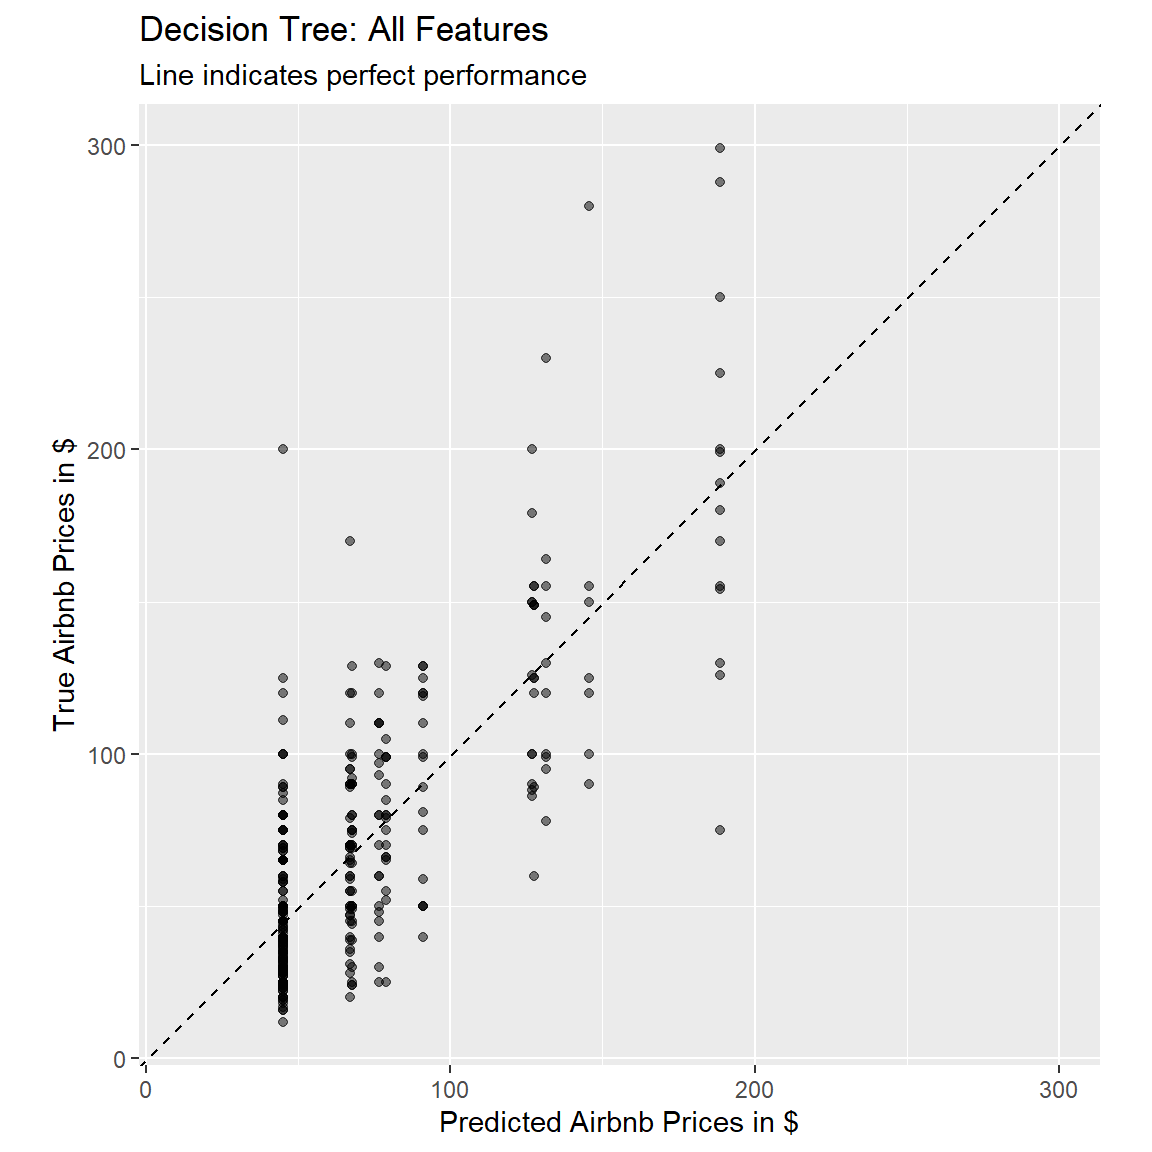 Decision Tree: All Features
Line indicates perfect performance
300
200
100
0
True Airbnb Prices in $
0
100
200
300
Predicted Airbnb Prices in $